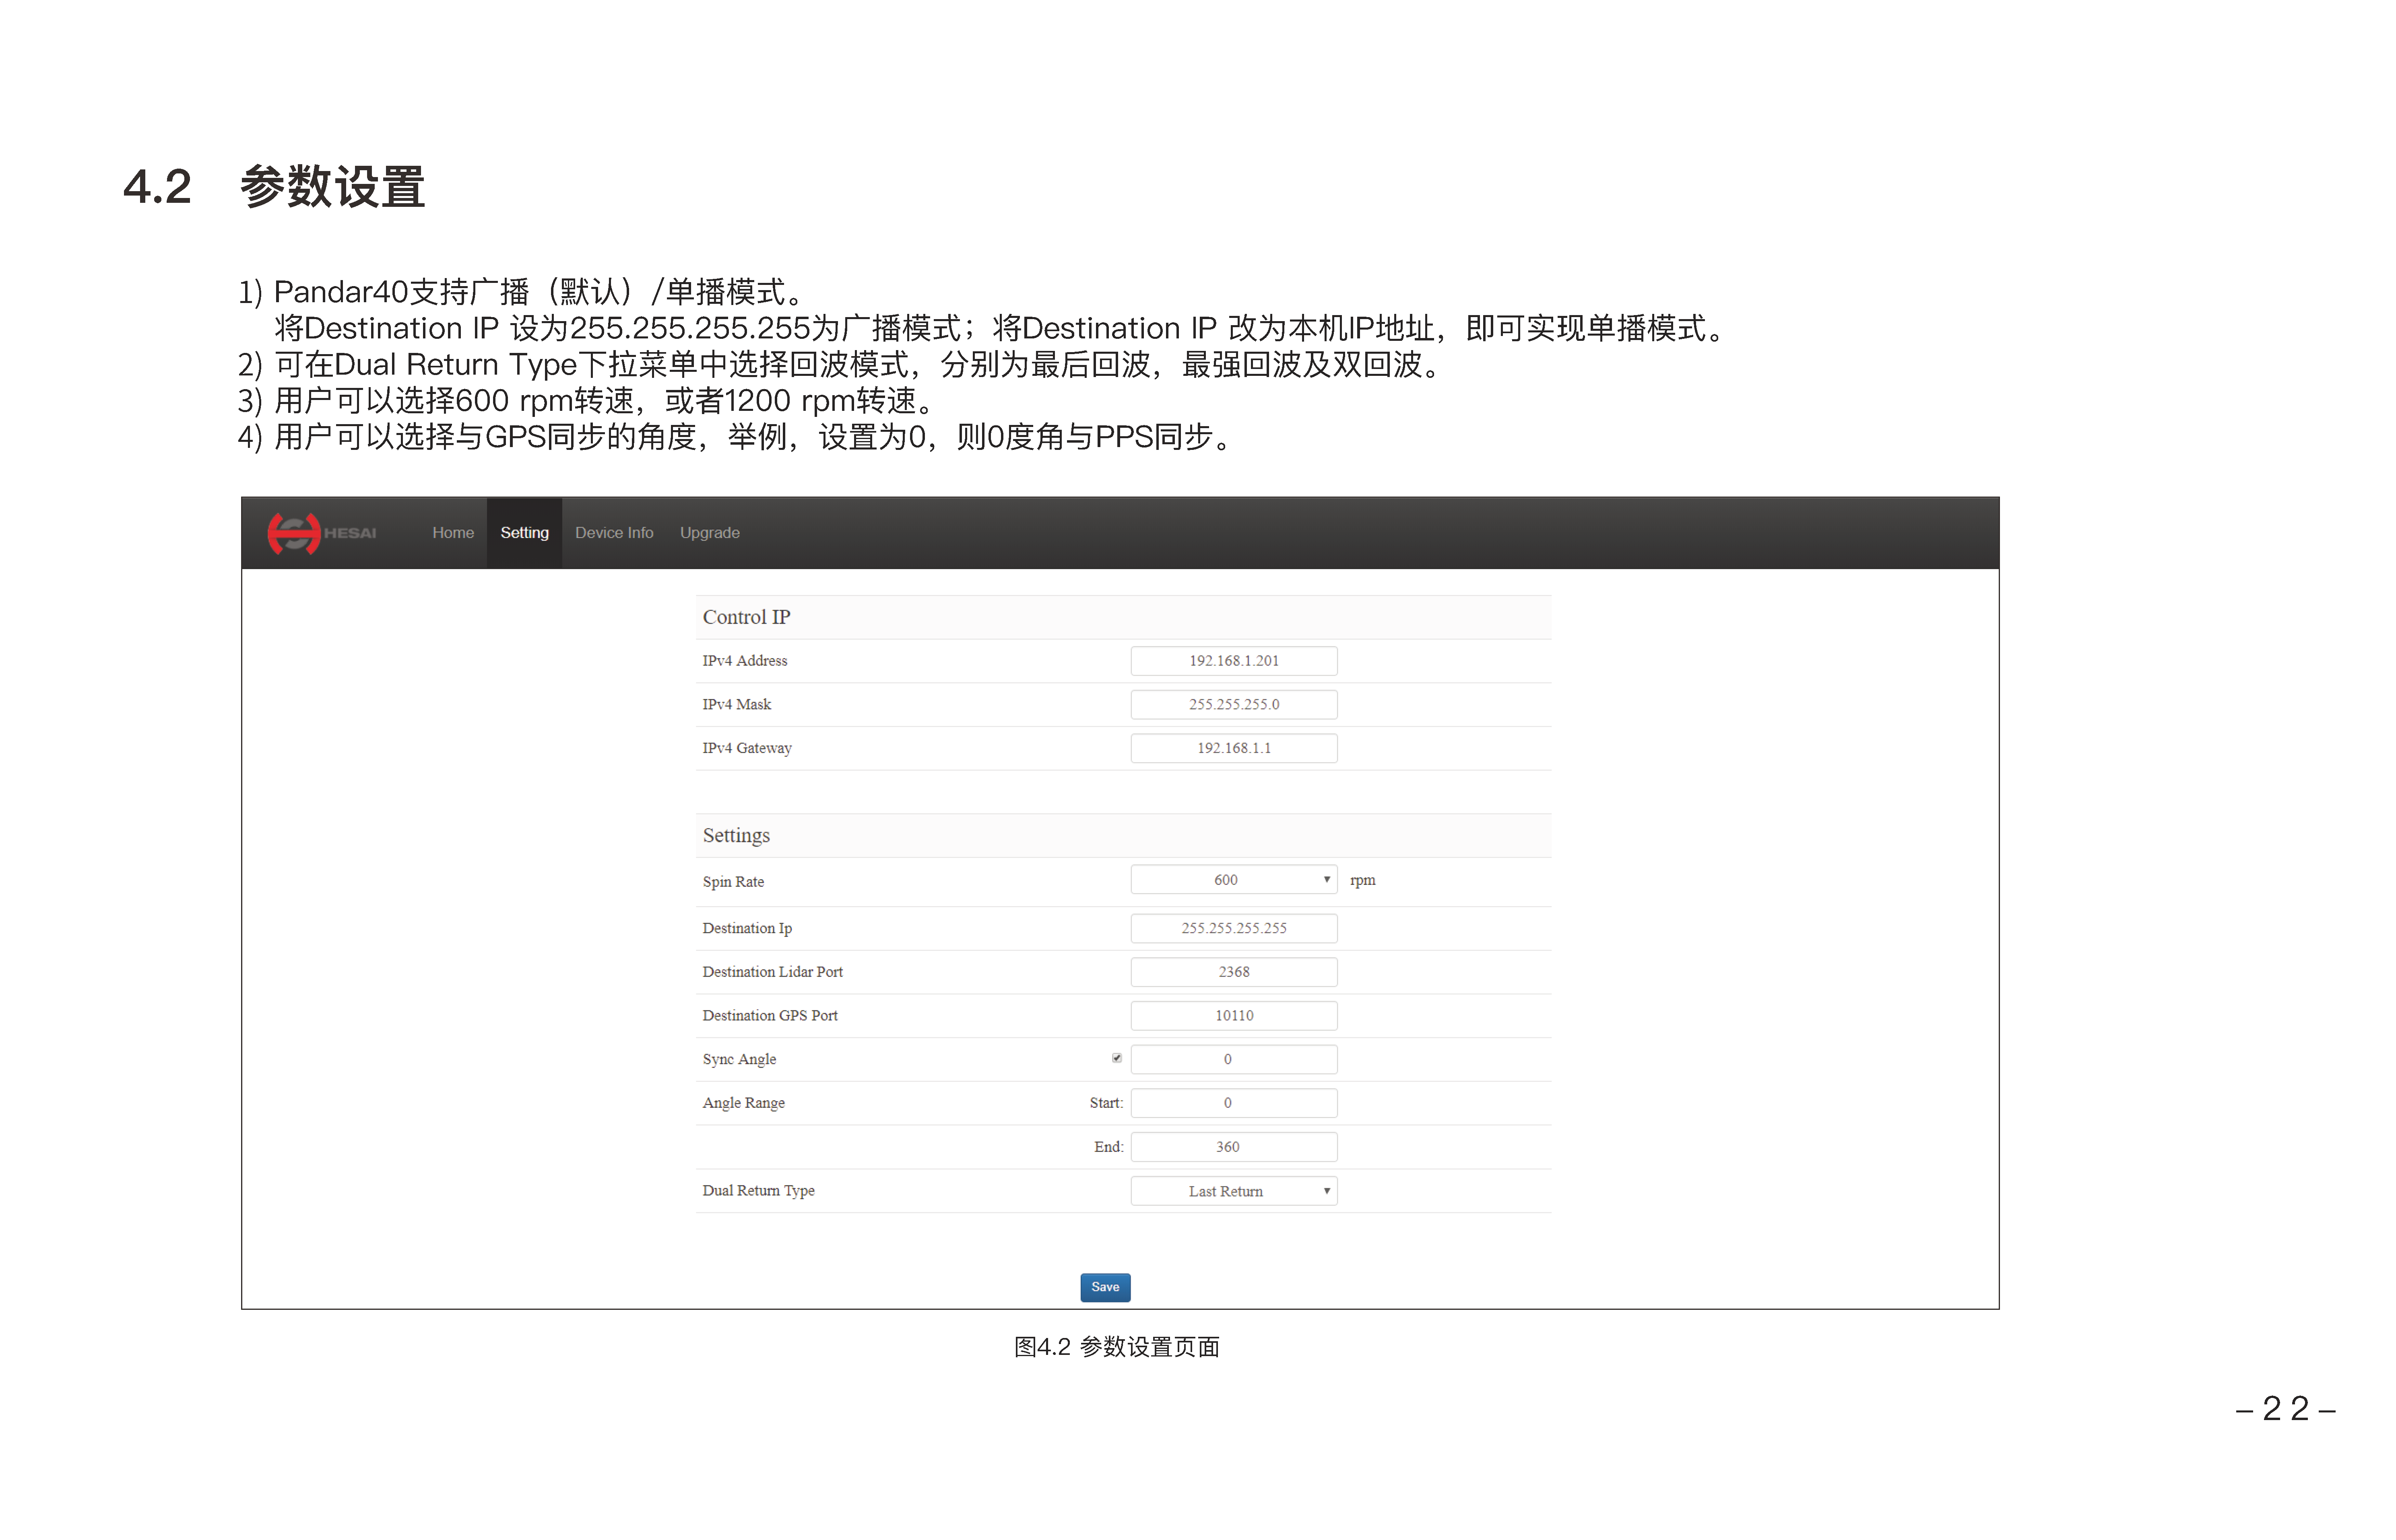 4.2 参数设置
1) Pandar40支持广播（默认）/单播模式。
将Destination IP 设为255.255.255.255为广播模式；将Destination IP 改为本机IP地址，即可实现单播模式。
2) 可在Dual Return Type下拉菜单中选择回波模式，分别为最后回波，最强回波及双回波。
3) 用户可以选择600 rpm转速，或者1200 rpm转速。
4) 用户可以选择与GPS同步的角度，举例，设置为0，则0度角与PPS同步。
HESAI Home Setting Device Info Upgrade
Control IP
IPv4 Address 192.168.1.201
IPv4 Mask 255.255.255.0
IPv4 Gateway 192.168.1.1
Settings
Spin Rate 600 rpm
Destination Ip 255.255.255.255
Destination Lidar Port 2368
Destination GPS Port 10110
Sync Angle 0
Angle Range Start: 0
End: 360
Dual Return Type Last Return
Save
图4.2 参数设置页面
–22–